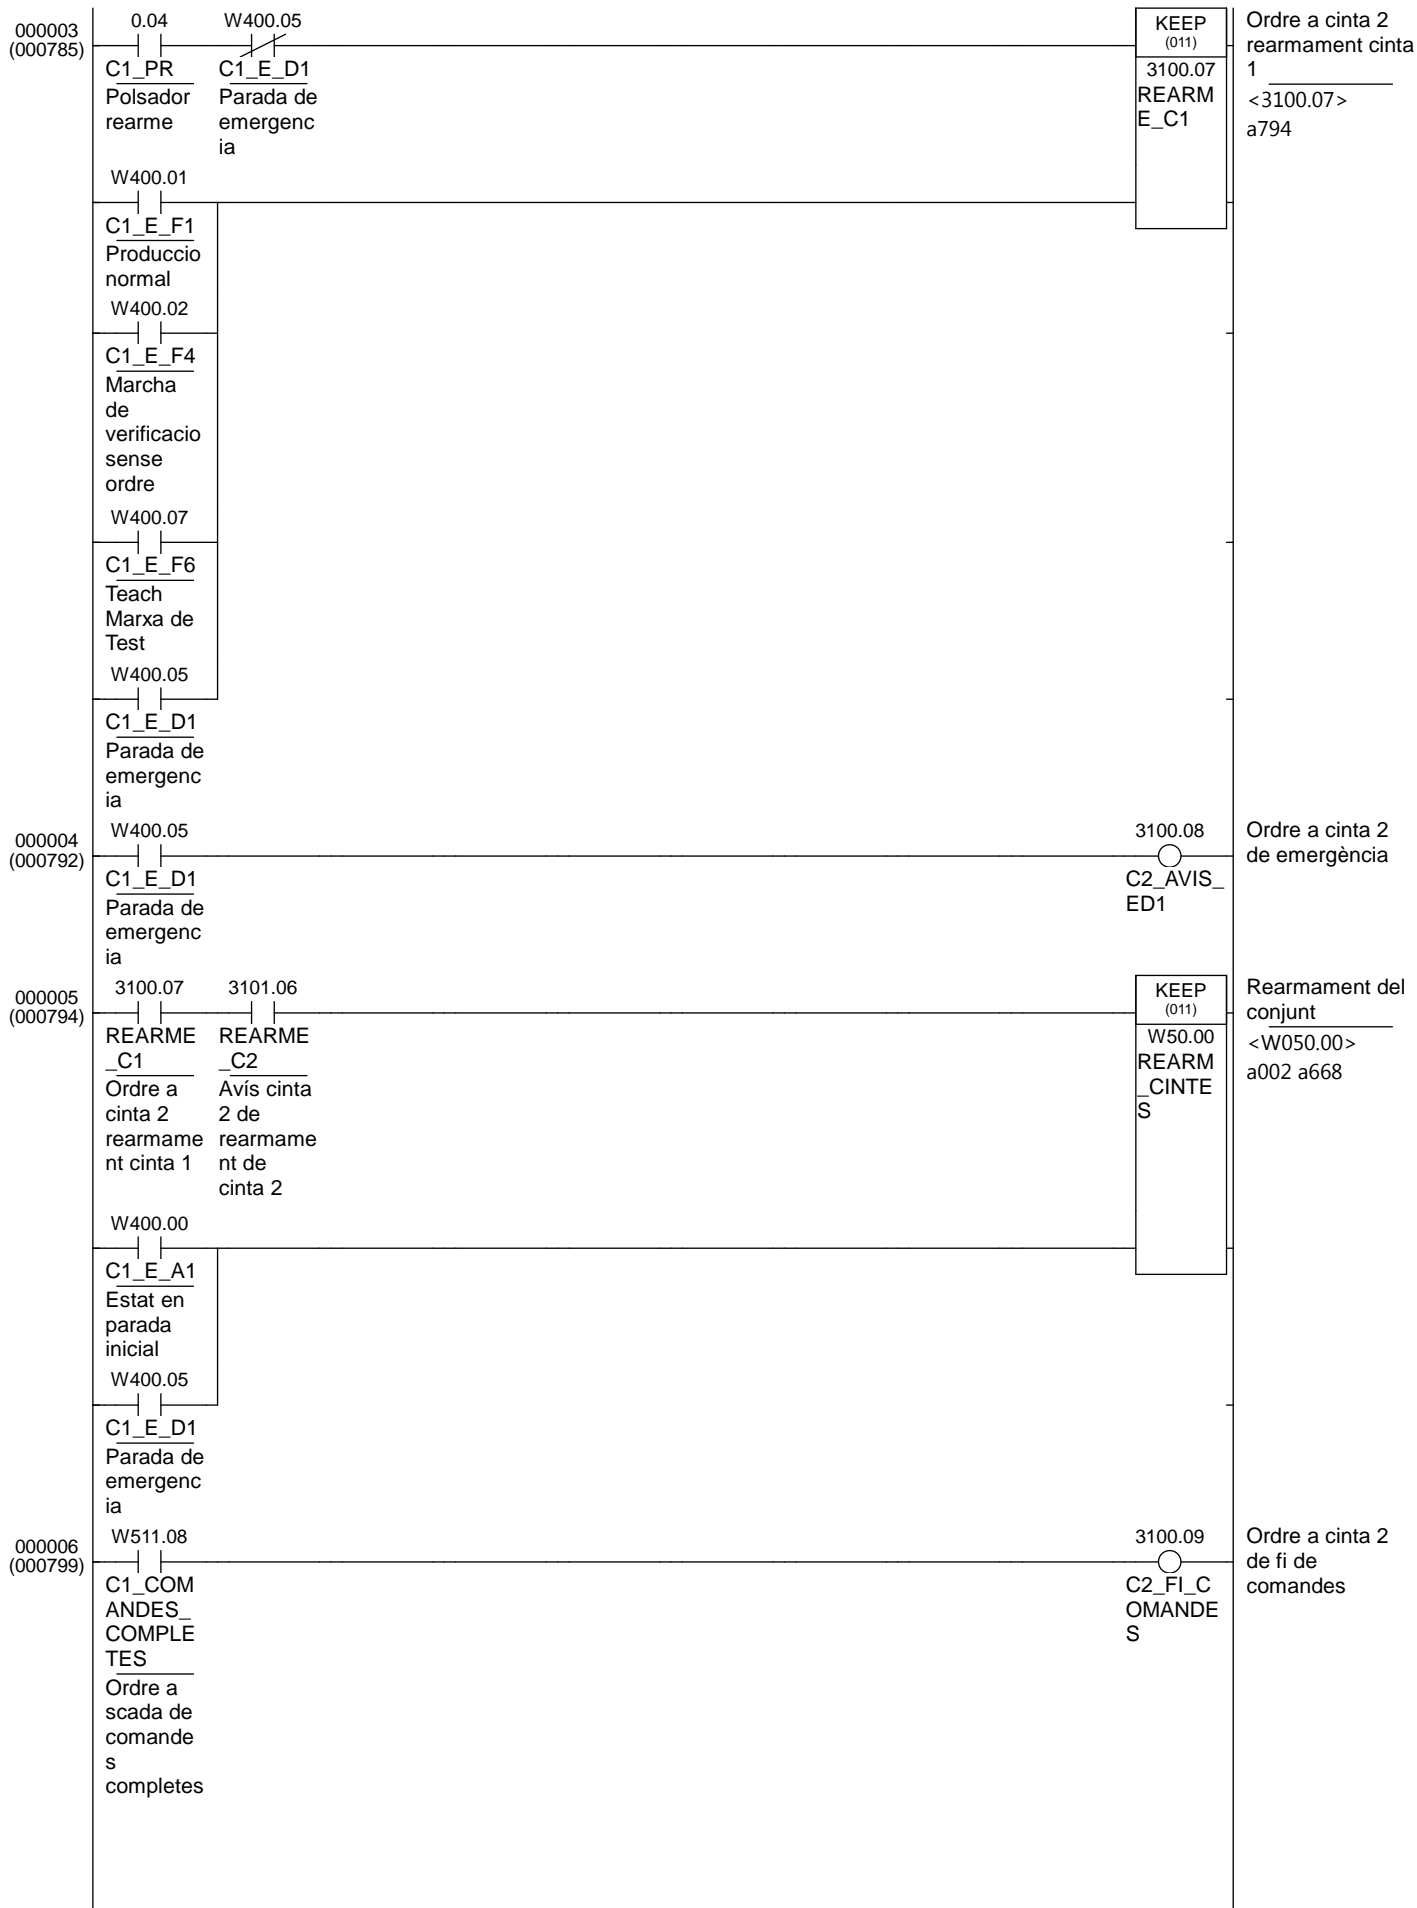 000003
(000785)
0.04
W400.05
C1_PR
C1_E_D1
Polsador
rearme
Parada de
emergenc
ia
KEEP
(011)
3100.07
REARM
E_C1
Ordre a cinta 2
rearmament cinta
1
<3100.07>
a794
W400.01
C1_E_F1
Produccio
normal
W400.02
C1_E_F4
Marcha
de
verificacio
sense
ordre
W400.07
C1_E_F6
Teach
Marxa de
Test
W400.05
C1_E_D1
Parada de
emergenc
ia
000004
(000792)
W400.05
C1_E_D1
Parada de
emergenc
ia
3100.08
C2_AVIS_
ED1
Ordre a cinta 2
de emergència
000005
(000794)
3100.07
REARME
_C1
Ordre a
cinta 2
rearmame
nt cinta 1
3101.06
REARME
_C2
Avís cinta
2 de
rearmame
nt de
cinta 2
KEEP
(011)
W50.00
REARM
_CINTE
S
Rearmament del
conjunt
<W050.00>
a002 a668
W400.00
C1_E_A1
Estat en
parada
inicial
W400.05
C1_E_D1
Parada de
emergenc
ia
000006
(000799)
W511.08
C1_COM
ANDES_
COMPLE
TES
Ordre a
scada de
comande
s
completes
3100.09
C2_FI_C
OMANDE
S
Ordre a cinta 2
de fi de
comandes